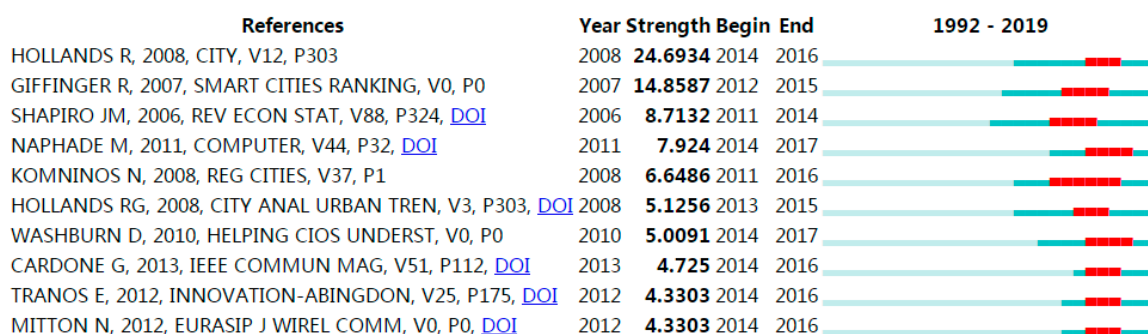 References Year Strength Begin End 1992 - 2019
HOLLANDS R, 2008, CITY, V12, P303 2008 24.6934 2014 2016
GIFFINGER R, 2007, SMART CITIES RANKING, V0, P0 2007 14.8587 2012 2015
SHAPIRO JM, 2006, REV ECON STAT, V88, P324, DOI 2006 8.7132 2011 2014
NAPHADE M, 2011, COMPUTER, V44, P32, DOI 2011 7.924 2014 2017
KOMNINOS N, 2008, REG CITIES, V37, P1 2008 6.6486 2011 2016
HOLLANDS RG, 2008, CITY ANAL URBAN TREN, V3, P303, DOI 2008 5.1256 2013 2015
WASHBURN D, 2010, HELPING CIOS UNDERST, V0, P0 2010 5.0091 2014 2017
CARDONE G, 2013, IEEE COMMUN MAG, V51, P112, DOI 2013 4.725 2014 2016
TRANOS E, 2012, INNOVATION-ABINGDON, V25, P175, DOI 2012 4.3303 2014 2016
MITTON N, 2012, EURASIP J WIREL COMM, V0, P0, DOI 2012 4.3303 2014 2016